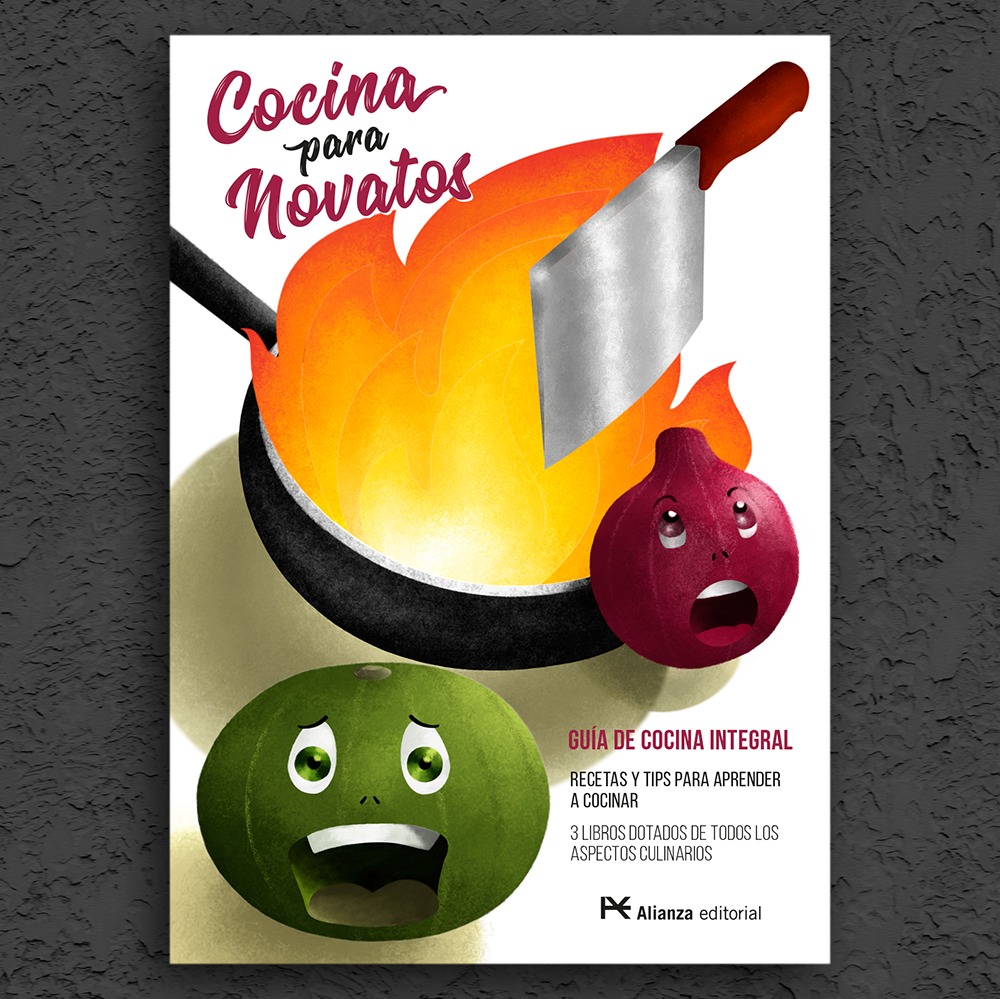 Cocina
para
Novatos
GUÍA DE COCINA INTEGRAL
RECETAS Y TIPS PARA APRENDER
A COCINAR
3 LIBROS DOTADOS DE TODOS LOS
ASPECTOS CULINARIOS
Alianza editorial